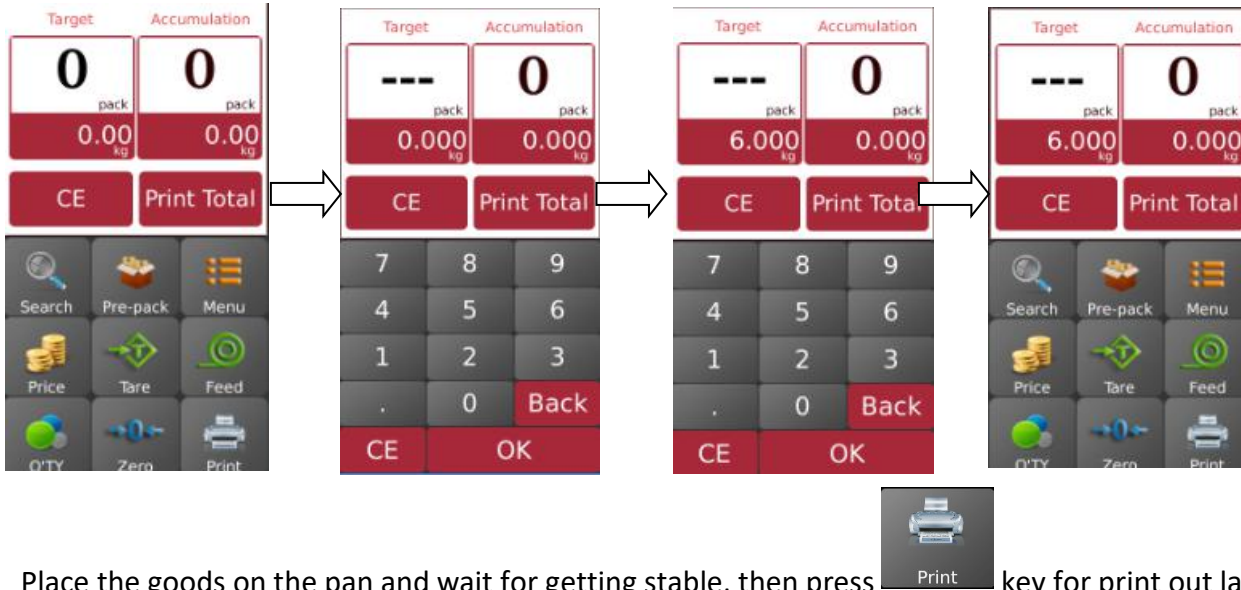 Target Accumulation Target Accumulation Target Accumulation Target Accumulation
0 0 --- 0 --- 0 --- 0
pack pack pack pack pack pack pack pack
0.00 0.00 0.000 0.000 6.000 0.000 6.000 0.000
kg kg kg kg kg kg kg kg
CE Print Total CE Print Total CE Print Total CE Print Total
7 8 9 7 8 9
Search Pre-pack Menu 4 5 6 4 5 6 Search Pre-pack Menu
1 2 3 1 2 3
Price Tare Feed . 0 Back . 0 Back Price Tare Feed
Q'TY Zero Print CE OK CE OK Q'TY Zero Print
Place the goods on the pan and wait for getting stable, then press Print key for print out